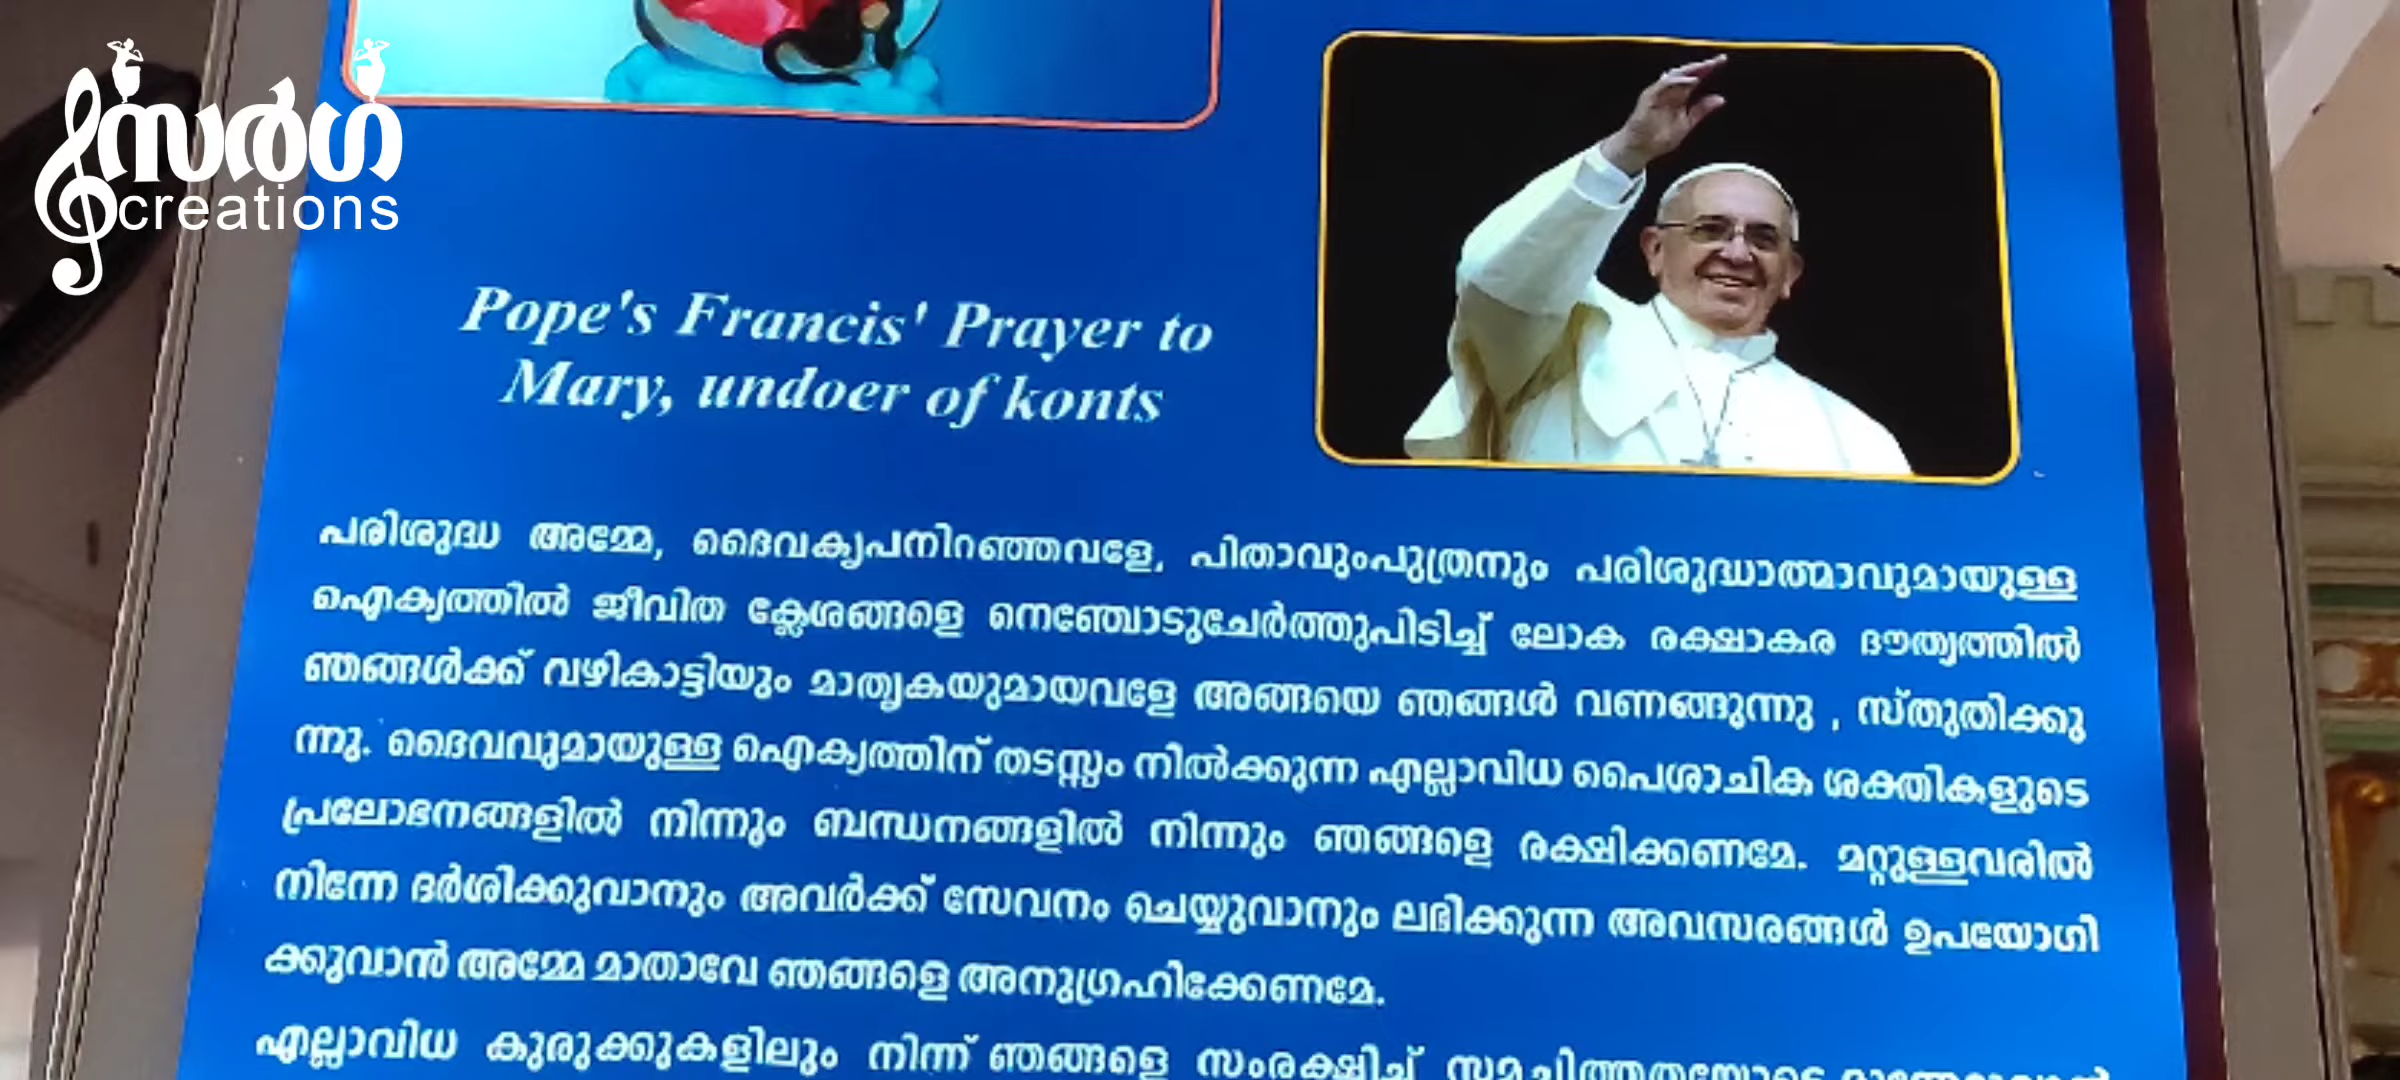 സർഗ
creations
Pope's Francis' Prayer to
Mary, undoer of konts
പരിശുദ്ധ അമ്മേ, ദൈവകൃപനിറഞ്ഞവളേ, പിതാവുംപുത്രനും പരിശുദ്ധാത്മാവുമായുള്ള
ഐക്യത്തിൽ ജീവിത ക്ലേശങ്ങളെ നെഞ്ചോടുചേർത്തുപിടിച്ച് ലോക രക്ഷാകര ദൗത്യത്തിൽ
ഞങ്ങൾക്ക് വഴികാട്ടിയും മാതൃകയുമായവളേ അങ്ങയെ ഞങ്ങൾ വണങ്ങുന്നു , സ്തുതിക്കു
ന്നു. ദൈവവുമായുള്ള ഐക്യത്തിന് തടസ്സം നിൽക്കുന്ന എല്ലാവിധ പൈശാചിക ശക്തികളുടെ
പ്രലോഭനങ്ങളിൽ നിന്നും ബന്ധനങ്ങളിൽ നിന്നും ഞങ്ങളെ രക്ഷിക്കണമേ. മറ്റുള്ളവരിൽ
നിന്നേ ദർശിക്കുവാനും അവർക്ക് സേവനം ചെയ്യുവാനും ലഭിക്കുന്ന അവസരങ്ങൾ ഉപയോഗി
ക്കുവാൻ അമ്മേ മാതാവേ ഞങ്ങളെ അനുഗ്രഹിക്കേണമേ.
എല്ലാവിധ കുരുക്കുകളിലും നിന്ന് ഞങ്ങളെ സംരക്ഷിച്ച്